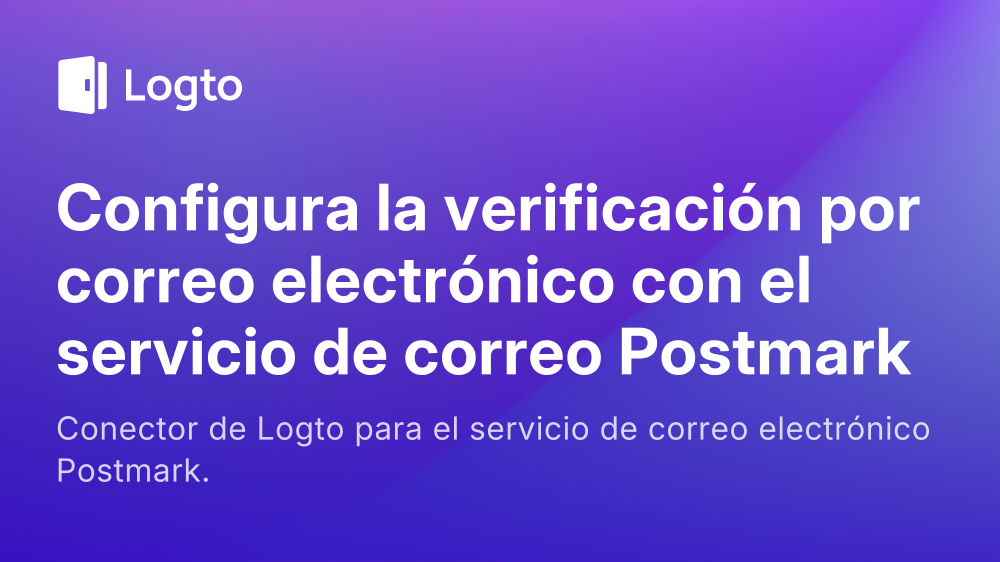 Logto
Configura la verificación por
correo electrónico con el
servicio de correo Postmark
Conector de Logto para el servicio de correo electrónico
Postmark.